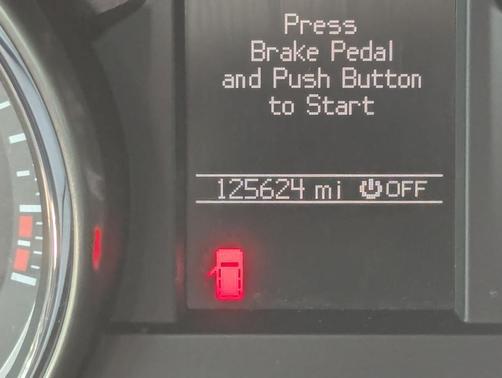 Press
Brake Pedal
and Push Button
to Start
125624 mi OFF